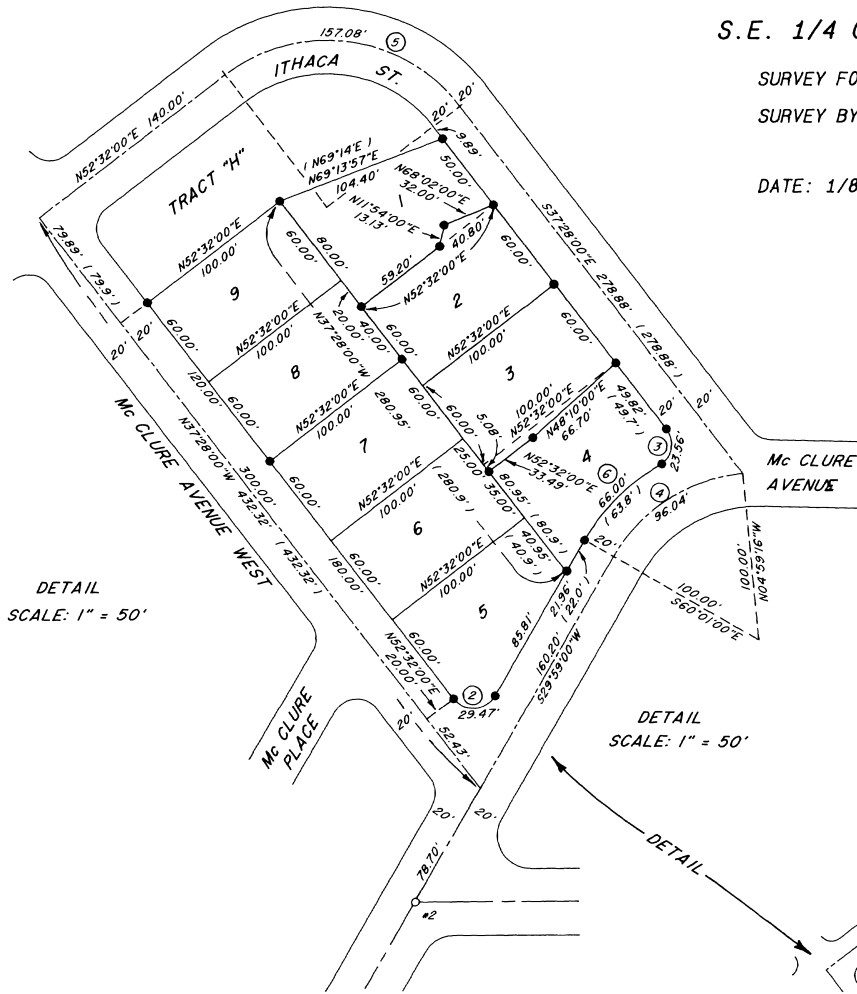 S.E. 1/4
SURVEY FO
SURVEY BY
DATE: 1/8
157.08' (5)
ITHACA ST.
N52°32'00"E 140.00'
20' 20'
9.89'
( N69°14'E )
N69°13'57"E
104.40'
50.00'
N68°02'00"E
32.00'
TRACT "H"
1
N11°54'00"E
13.13'
40.80'
S37°28'00"E 278.88' ( 278.88' )
79.89' ( 79.9' )
N52°32'00"E
100.00'
60.00'
80.00'
59.20'
N52°32'00"E
60.00'
2
9
20'
20'
60.00'
N52°32'00"E
100.00'
20.00'
40.00'
N37°28'00"W
280.95'
60.00'
N52°32'00"E
100.00'
60.00'
8
120.00'
60.00'
N52°32'00"E
100.00'
60.00'
60.00'
3
5.08'
100.00'
N52°32'00"E
N48°10'00"E
66.70'
49.82'
( 49.7' )
20'
20'
Mc CLURE AVENUE WEST
N37°28'00"W 432.32' ( 432.32' )
300.00'
7
60.00'
N52°32'00"E
100.00'
25.00'
35.00'
( 280.9' )
N52°32'00"E
33.49'
4
(6)
(3)
23.56'
Mc CLURE
AVENUE
66.00'
( 63.8' )
(4)
96.04'
80.95'
( 80.9' )
6
180.00'
60.00'
N52°32'00"E
100.00'
40.95'
( 40.9' )
20'
100.00'
N04°59'16"W
100.00'
S60°01'00"E
DETAIL
SCALE: 1" = 50'
5
60.00'
85.81'
21.96'
( 22.0' )
160.20'
S29°59'00"W
N52°32'00"E
20.00'
(2)
29.47'
Mc CLURE
PLACE
20'
52.43'
DETAIL
SCALE: 1" = 50'
20'
20'
78.70'
#2
DETAIL